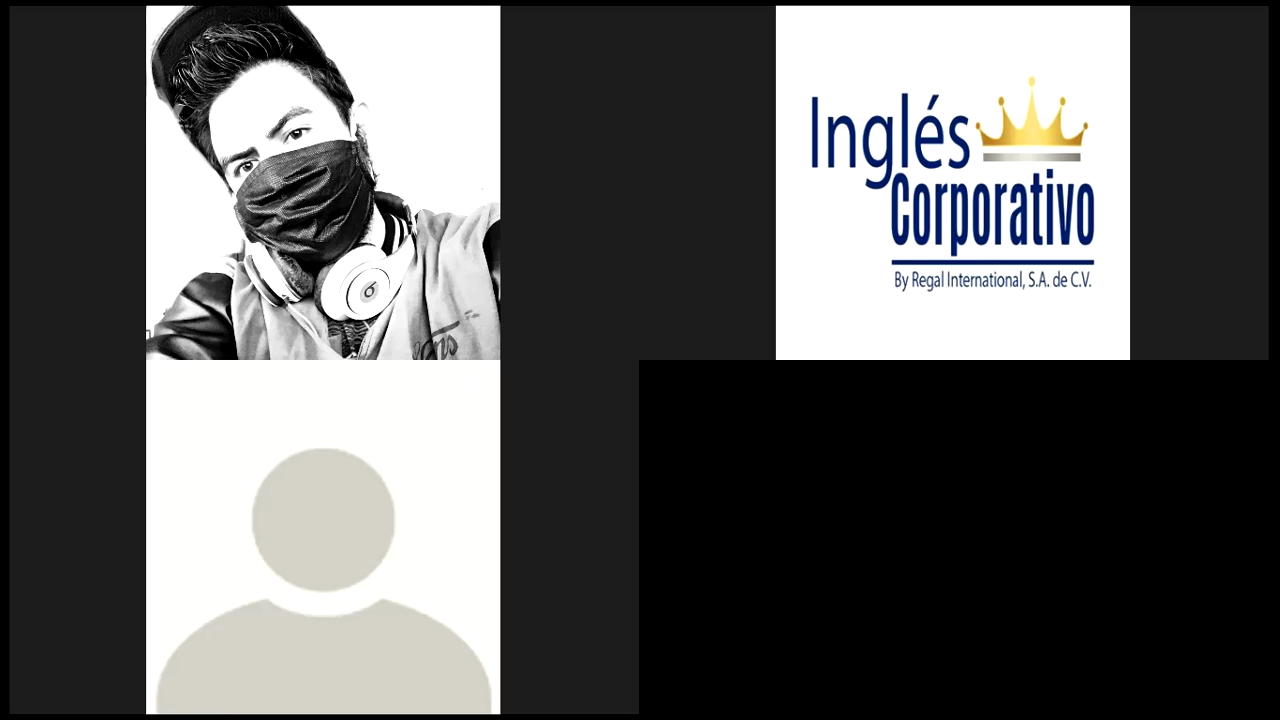 Inglés
Corporativo
By Regal International, S.A. de C.V.